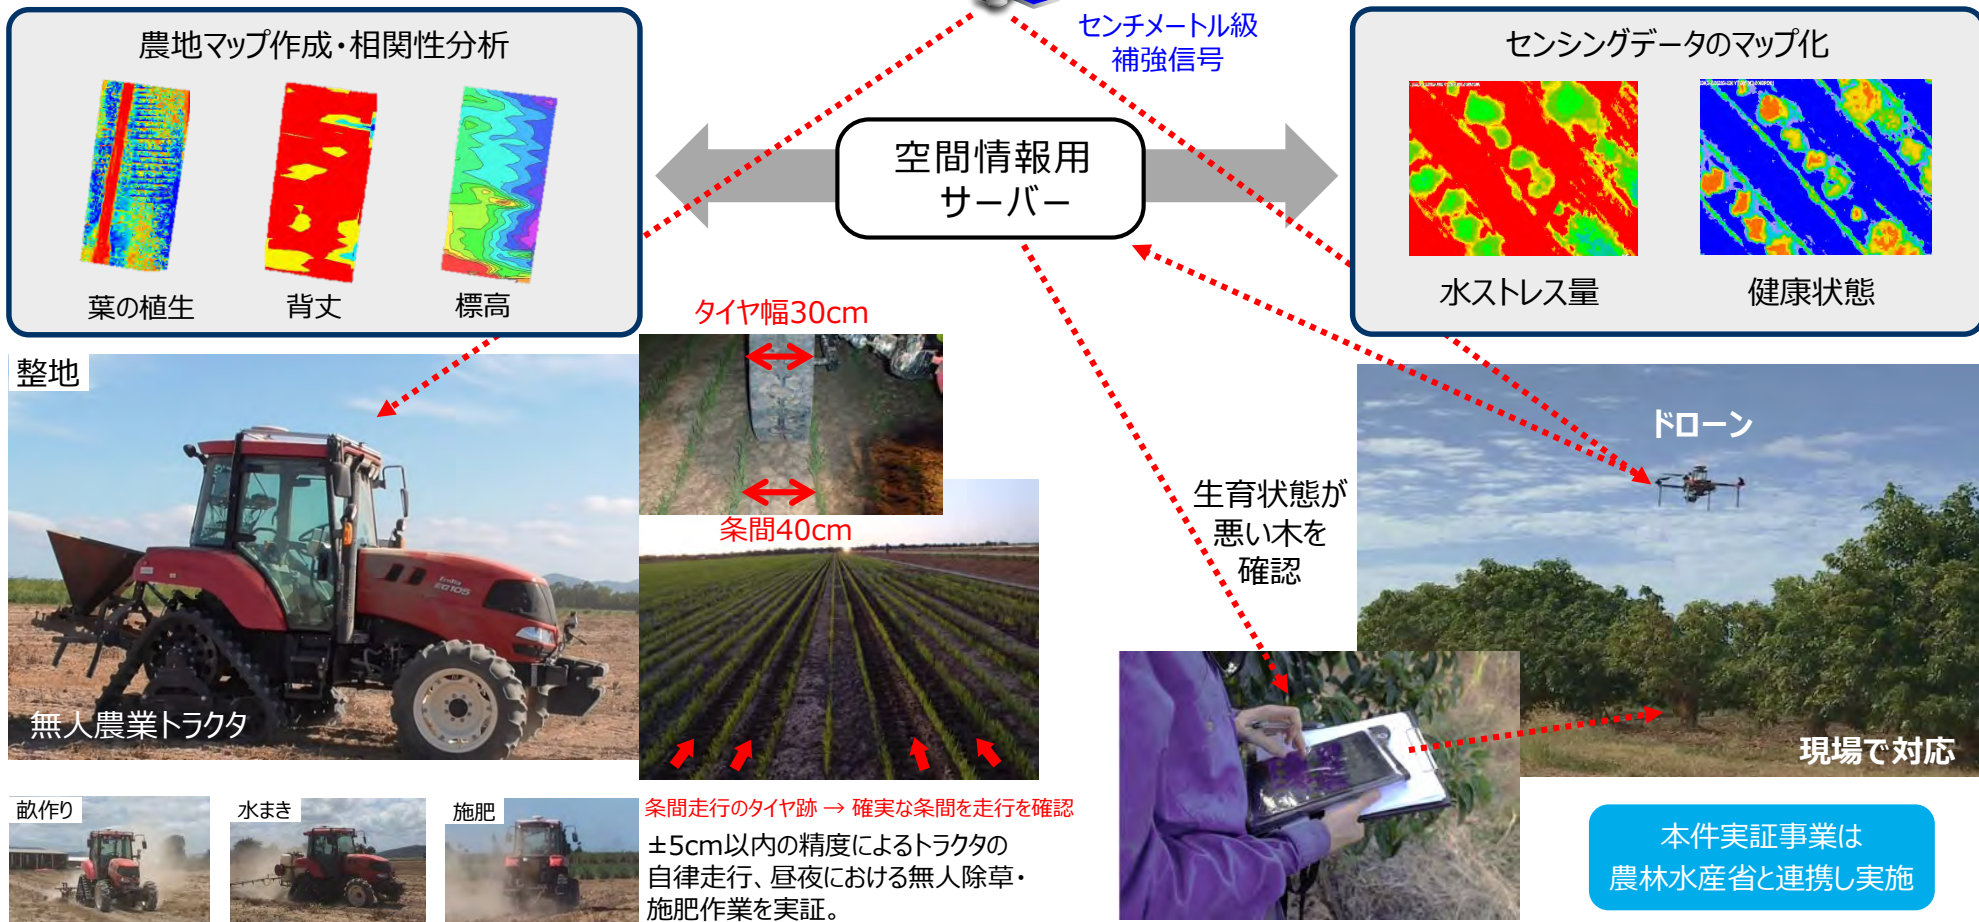 センチメートル級
補強信号
農地マップ作成・相関性分析
葉の植生
背丈
標高
空間情報用
サーバー
センシングデータのマップ化
水ストレス量
健康状態
タイヤ幅30cm
条間40cm
整地
無人農業トラクタ
EG105
生育状態が
悪い木を
確認
ドローン
現場で対応
畝作り
水まき
施肥
条間走行のタイヤ跡 → 確実な条間を走行を確認
±5cm以内の精度によるトラクタの
自律走行、昼夜における無人除草・
施肥作業を実証。
本件実証事業は
農林水産省と連携し実施